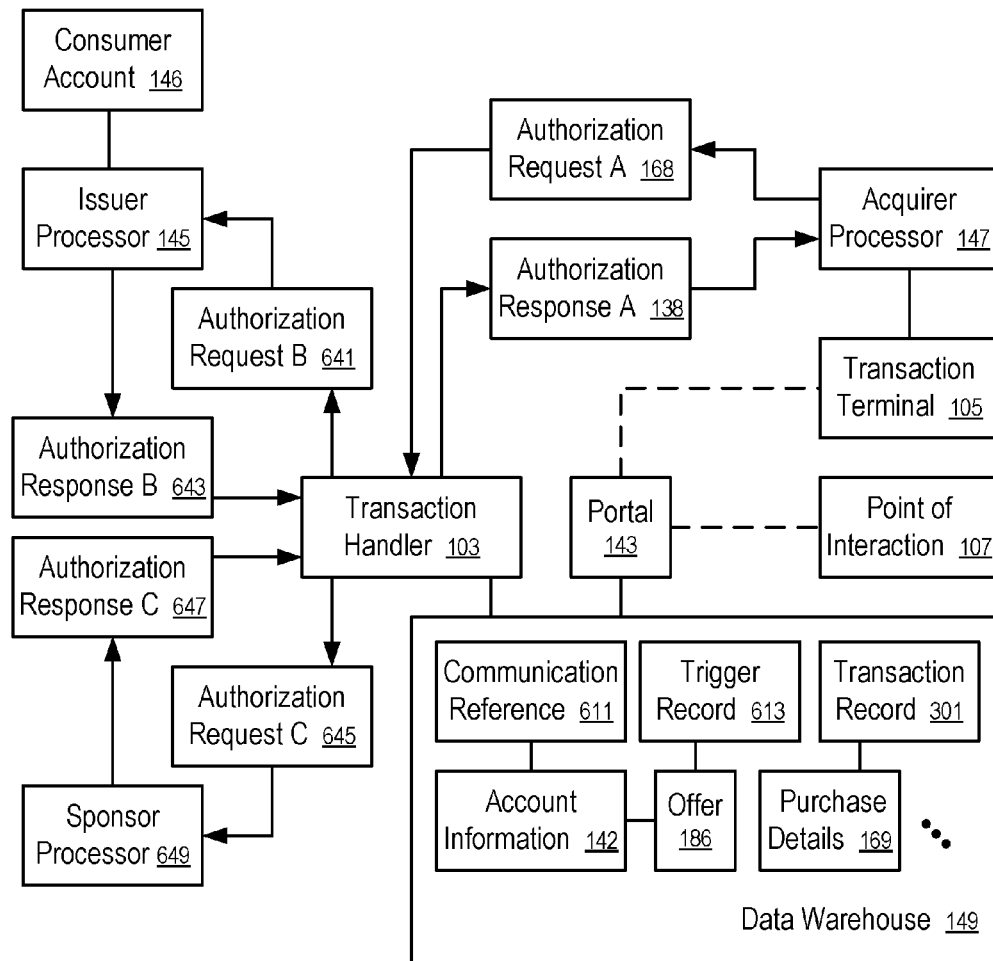 Consumer
Account 146
Issuer
Processor 145
Authorization
Request B 641
Authorization
Response B 643
Authorization
Response C 647
Authorization
Request C 645
Sponsor
Processor 649
Authorization
Request A 168
Authorization
Response A 138
Acquirer
Processor 147
Transaction
Terminal 105
Transaction
Handler 103
Portal
143
Point of
Interaction 107
Communication
Reference 611
Trigger
Record 613
Transaction
Record 301
Account
Information 142
Offer
186
Purchase
Details 169
Data Warehouse 149